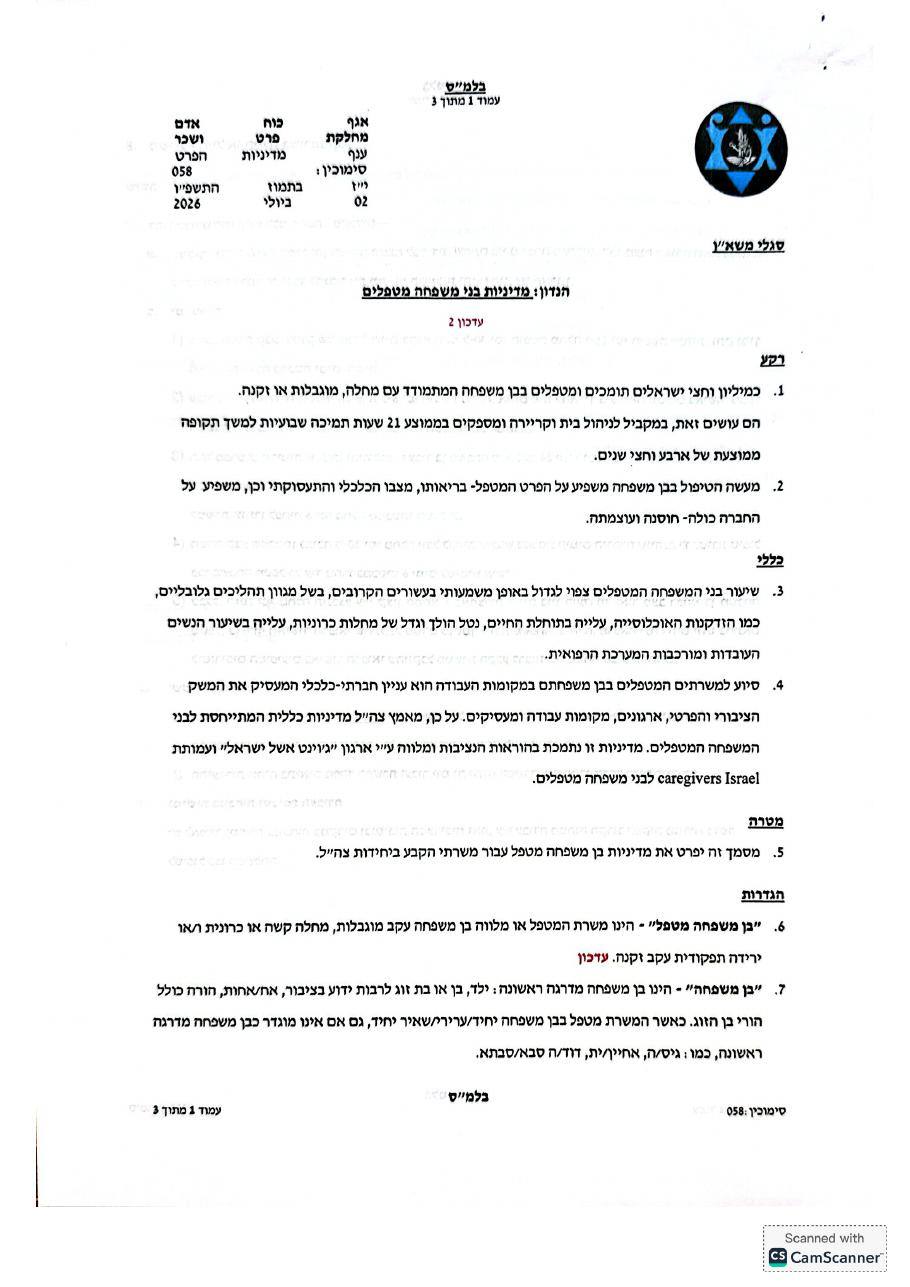 בלמ"ס
עמוד 1 מתוך 3
אגף כוח אדם
מחלקת פרט ושכר
ענף מדיניות הפרט
סימוכין: 058
י"ז בתמוז התשפ"ו
02 ביולי 2026
סגלי משא"ן
הנדון: מדיניות בני משפחה מטפלים
עדכון 2
רקע
1. כמיליון וחצי ישראלים תומכים ומטפלים בבן משפחה המתמודד עם מחלה, מוגבלות או זקנה.
הם עושים זאת, במקביל לניהול בית וקריירה ומספקים בממוצע 21 שעות תמיכה שבועיות למשך תקופה
ממוצעת של ארבע וחצי שנים.
2. מעשה הטיפול בבן משפחה משפיע על הפרט המטפל- בריאותו, מצבו הכלכלי והתעסוקתי וכן, משפיע על
החברה כולה- חוסנה ועוצמתה.
כללי
3. שיעור בני המשפחה המטפלים צפוי לגדול באופן משמעותי בעשורים הקרובים, בשל מגוון תהליכים גלובליים,
כמו הזדקנות האוכלוסייה, עלייה בתוחלת החיים, נטל הולך וגדל של מחלות כרוניות, עלייה בשיעור הנשים
העובדות ומורכבות המערכת הרפואית.
4. סיוע למשרתים המטפלים בבן משפחתם במקומות העבודה הוא עניין חברתי-כלכלי המעסיק את המשק
הציבורי והפרטי, ארגונים, מקומות עבודה ומעסיקים. על כן, מאמץ צה"ל מדיניות כללית המתייחסת לבני
המשפחה המטפלים. מדיניות זו נתמכת בהוראות הנציבות ומלווה ע"י ארגון "ג'וינט אשל ישראל" ועמותת
caregivers Israel לבני משפחה מטפלים.
מטרה
5. מסמך זה יפרט את מדיניות בן משפחה מטפל עבור משרתי הקבע ביחידות צה"ל.
הגדרות
6. "בן משפחה מטפל" - הינו משרת המטפל או מלווה בן משפחה עקב מוגבלות, מחלה קשה או כרונית ו/או
ירידה תפקודית עקב זקנה. עדכון
7. "בן משפחה" - הינו בן משפחה מדרגה ראשונה: ילד, בן או בת זוג לרבות ידוע בציבור, אח/אחות, הורה כולל
הורי בן הזוג. כאשר המשרת מטפל בבן משפחה יחיד/ערירי/שאיר יחיד, גם אם אינו מוגדר כבן משפחה מדרגה
ראשונה, כמו: גיס/ה, אחיין/ית, דוד/ה סבא/סבתא.
בלמ"ס
סימוכין:058
עמוד 1 מתוך 3
Scanned with
CS CamScanner